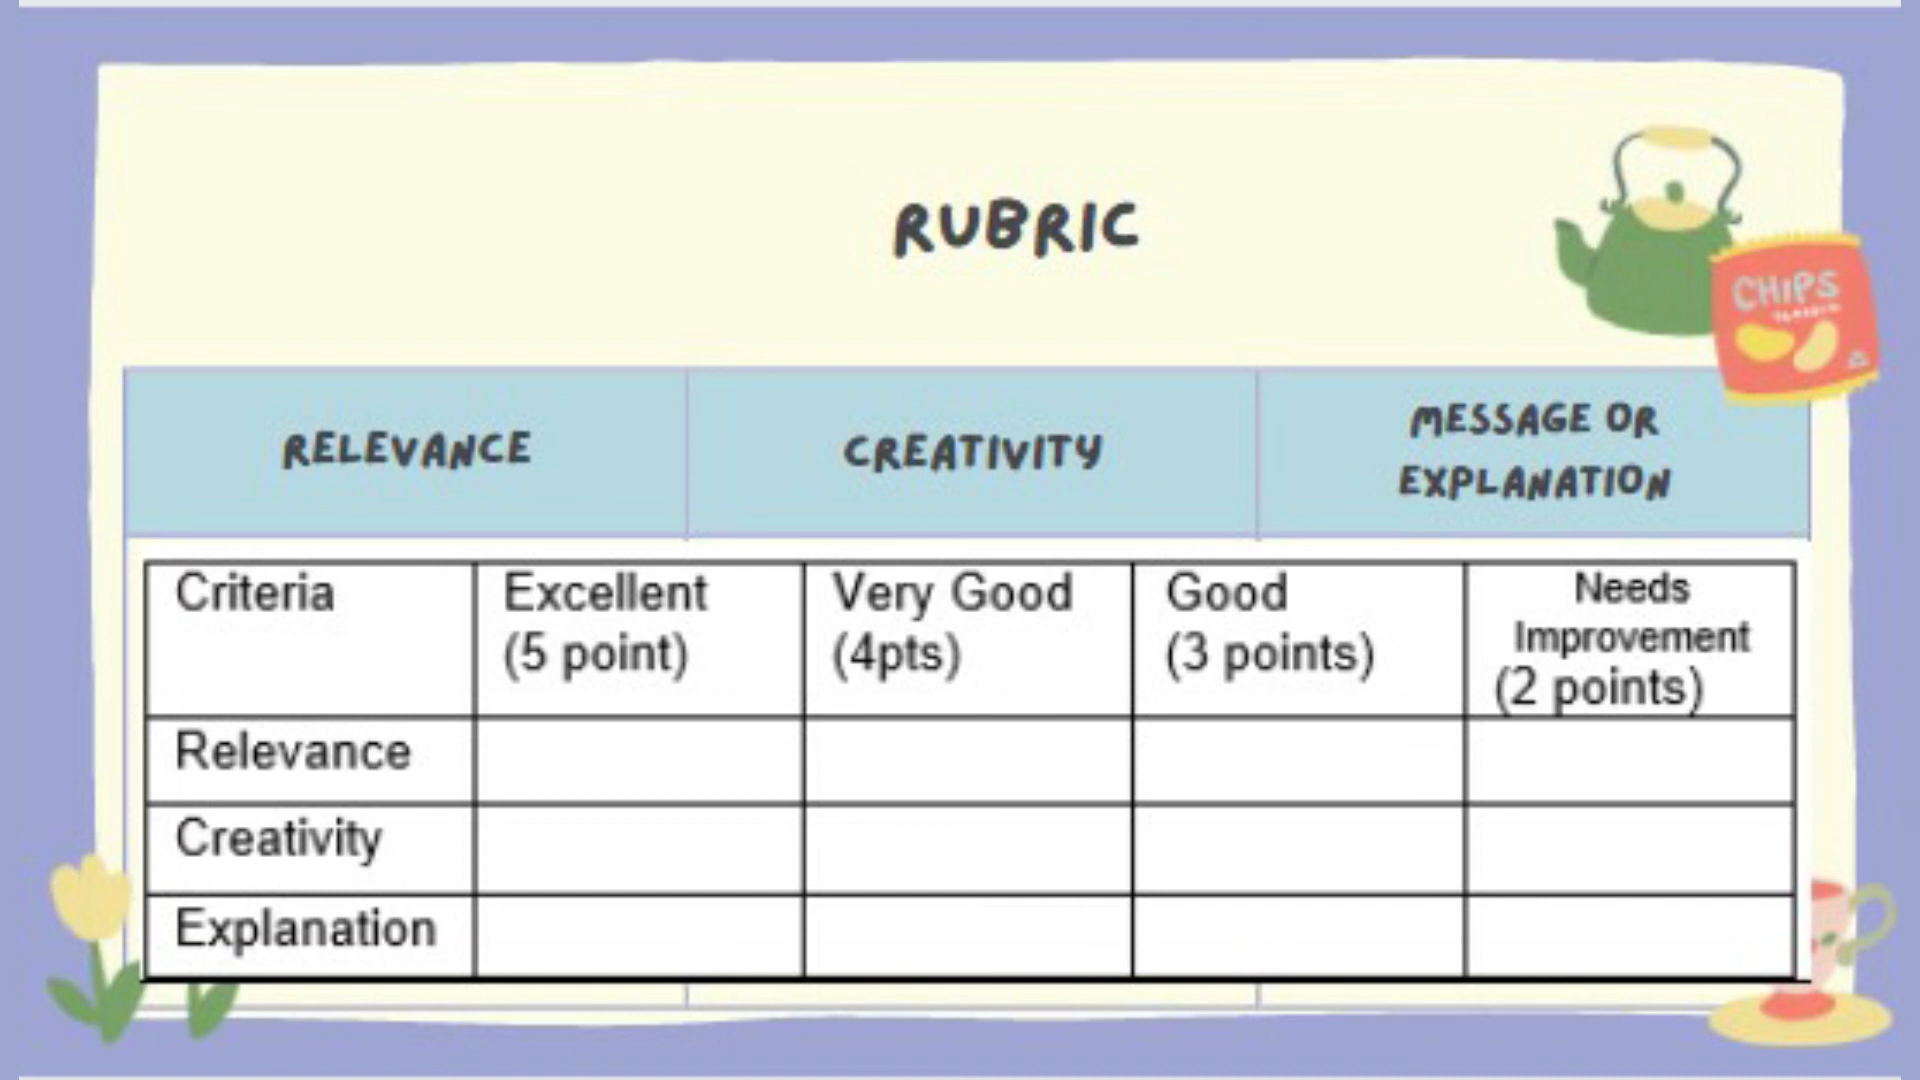 RUBRIC
CHIPS
RELEVANCE
CREATIVITY
MESSAGE OR
EXPLANATION
Criteria
Excellent
(5 point)
Very Good
(4pts)
Good
(3 points)
Needs
Improvement
(2 points)
Relevance
Creativity
Explanation